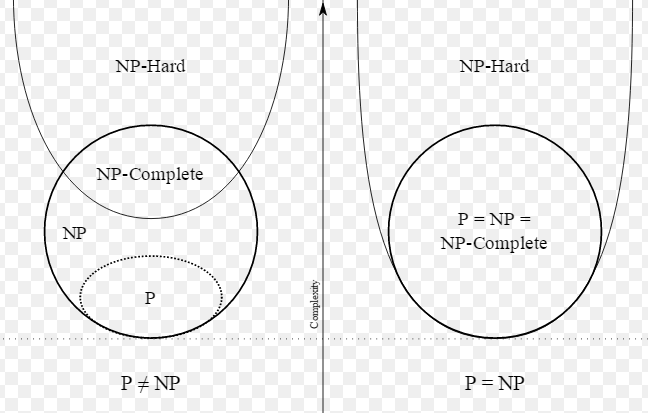 NP-Hard
NP-Complete
NP
P
P ≠ NP
Complexity
NP-Hard
P = NP =
NP-Complete
P = NP